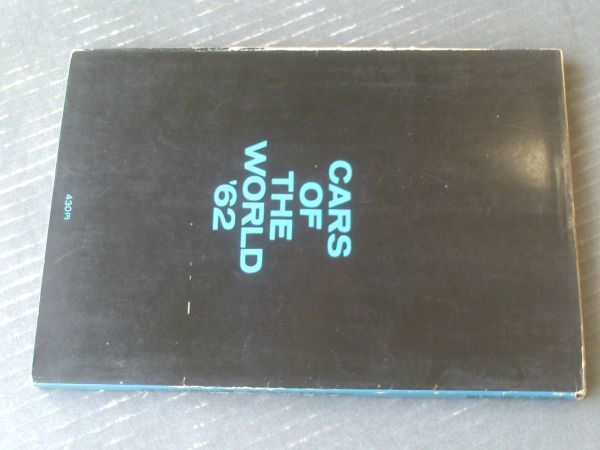 CARS
OF
THE
WORLD
'62
430円